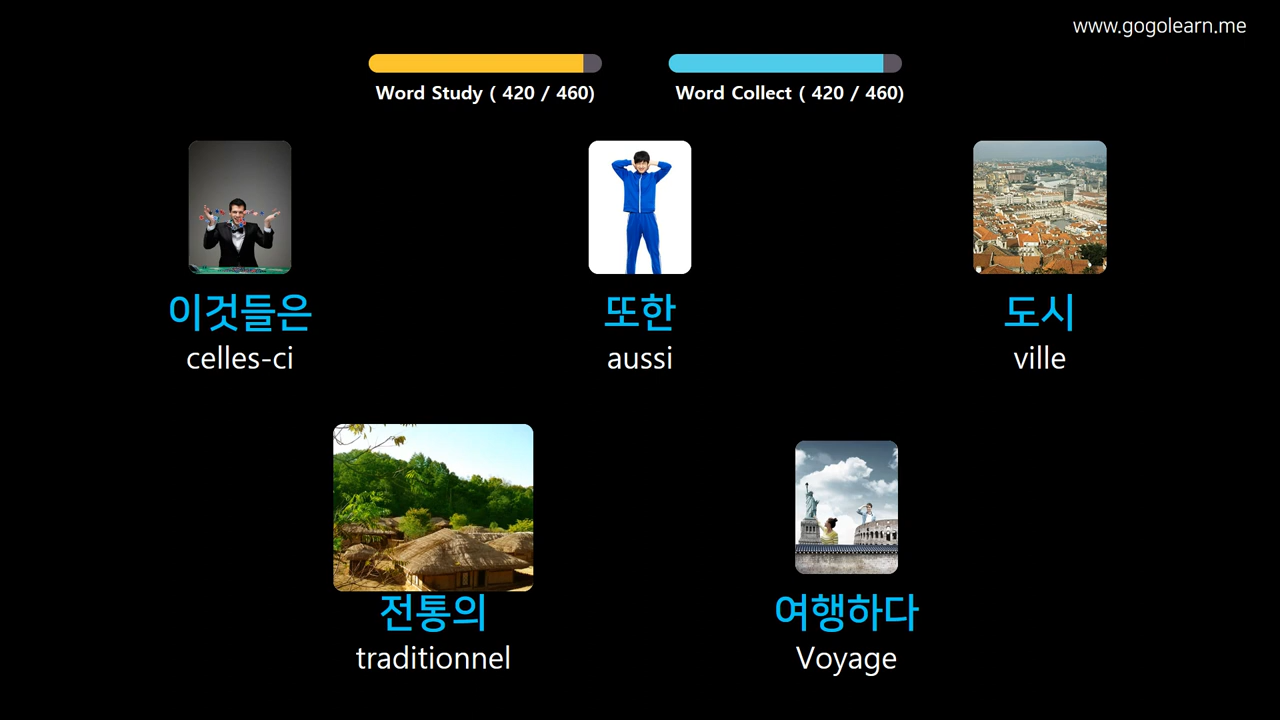 www.gogolearn.me
Word Study ( 420 / 460)
Word Collect ( 420 / 460)
이것들은
celles-ci
또한
aussi
도시
ville
전통의
traditionnel
여행하다
Voyage